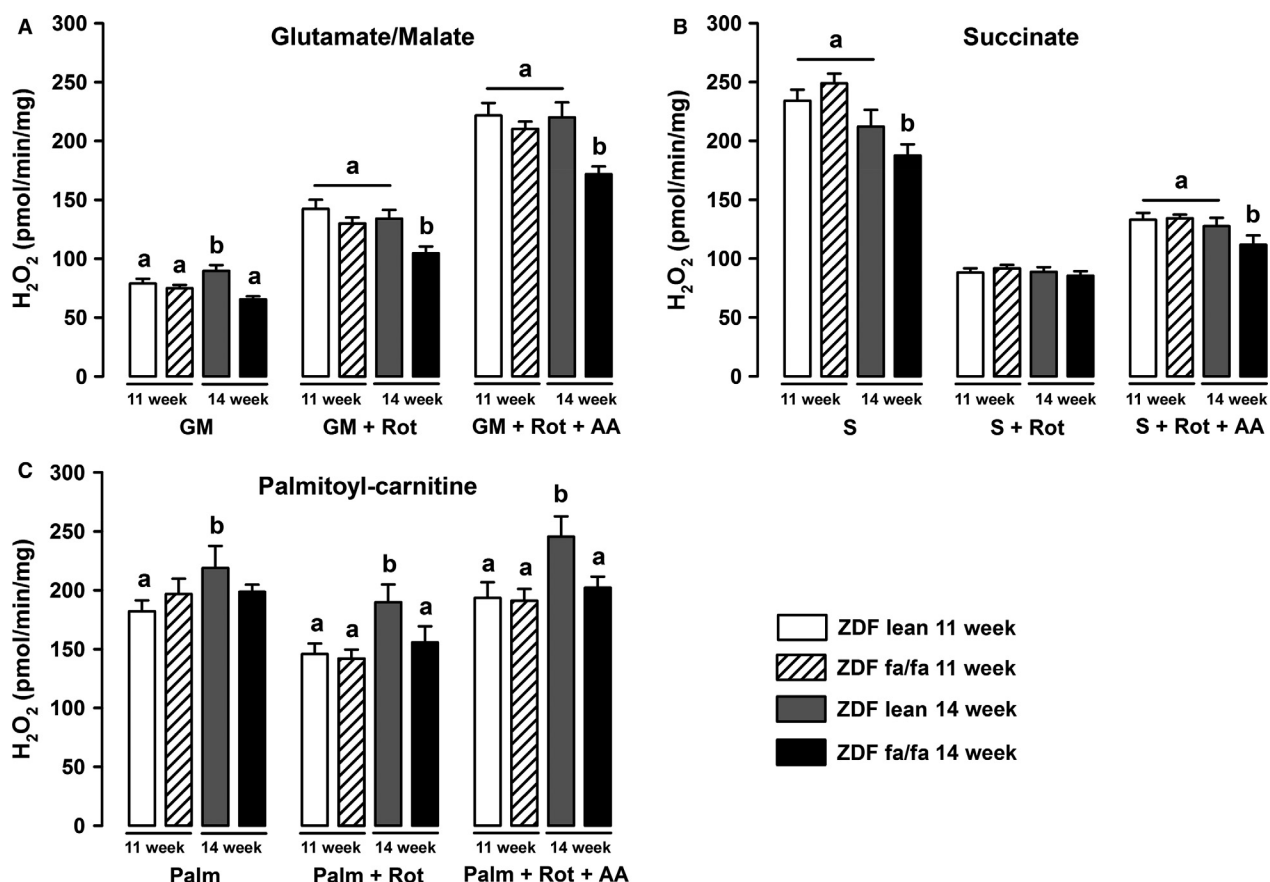 A
Glutamate/Malate
H₂O₂ (pmol/min/mg)
300
250
200
150
100
50
0
a a b a
a b
a b
11 week 14 week 11 week 14 week 11 week 14 week
GM GM + Rot GM + Rot + AA
B
Succinate
H₂O₂ (pmol/min/mg)
300
250
200
150
100
50
0
a b
a b
11 week 14 week 11 week 14 week 11 week 14 week
S S + Rot S + Rot + AA
C
Palmitoyl-carnitine
H₂O₂ (pmol/min/mg)
300
250
200
150
100
50
0
a b
a a b a
a a b a
11 week 14 week 11 week 14 week 11 week 14 week
Palm Palm + Rot Palm + Rot + AA
ZDF lean 11 week
ZDF fa/fa 11 week
ZDF lean 14 week
ZDF fa/fa 14 week